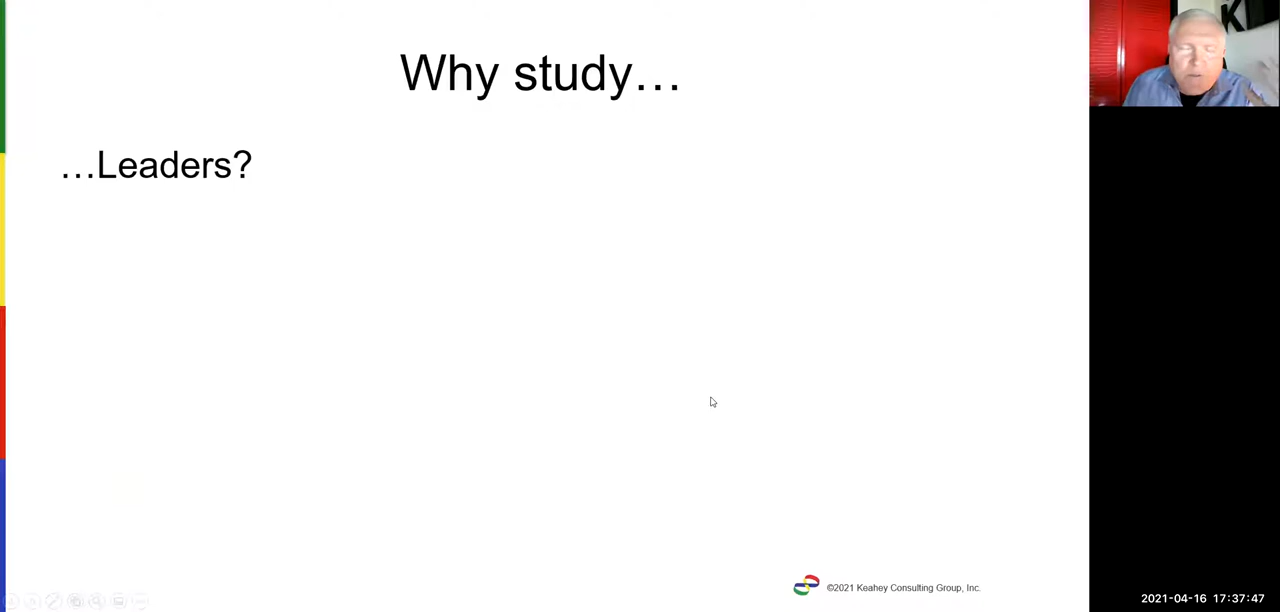 Why study…
…Leaders?
©2021 Keahey Consulting Group, Inc.
K
2021-04-16 17:37:47